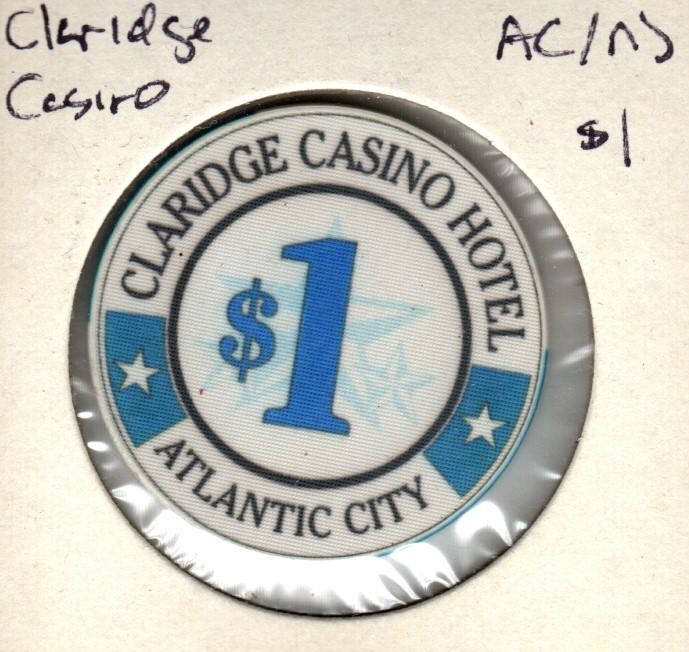 Claridge
Casino
AC/NJ
$1
CLARIDGE CASINO HOTEL
$1
ATLANTIC CITY